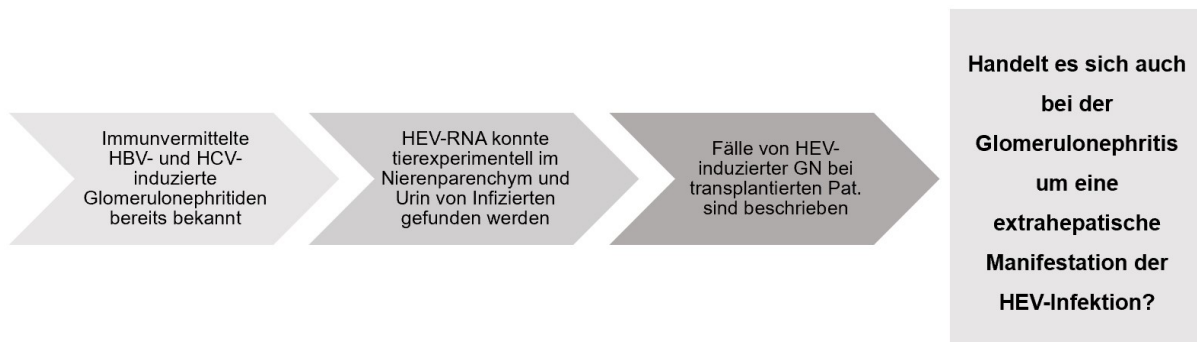 Immunvermittelte
HBV- und HCV-
induzierte
Glomerulonephritiden
bereits bekannt
HEV-RNA konnte
tierexperimentell im
Nierenparenchym und
Urin von Infizierten
gefunden werden
Fälle von HEV-
induzierter GN bei
transplantierten Pat.
sind beschrieben
Handelt es sich auch
bei der
Glomerulonephritis
um eine
extrahepatische
Manifestation der
HEV-Infektion?